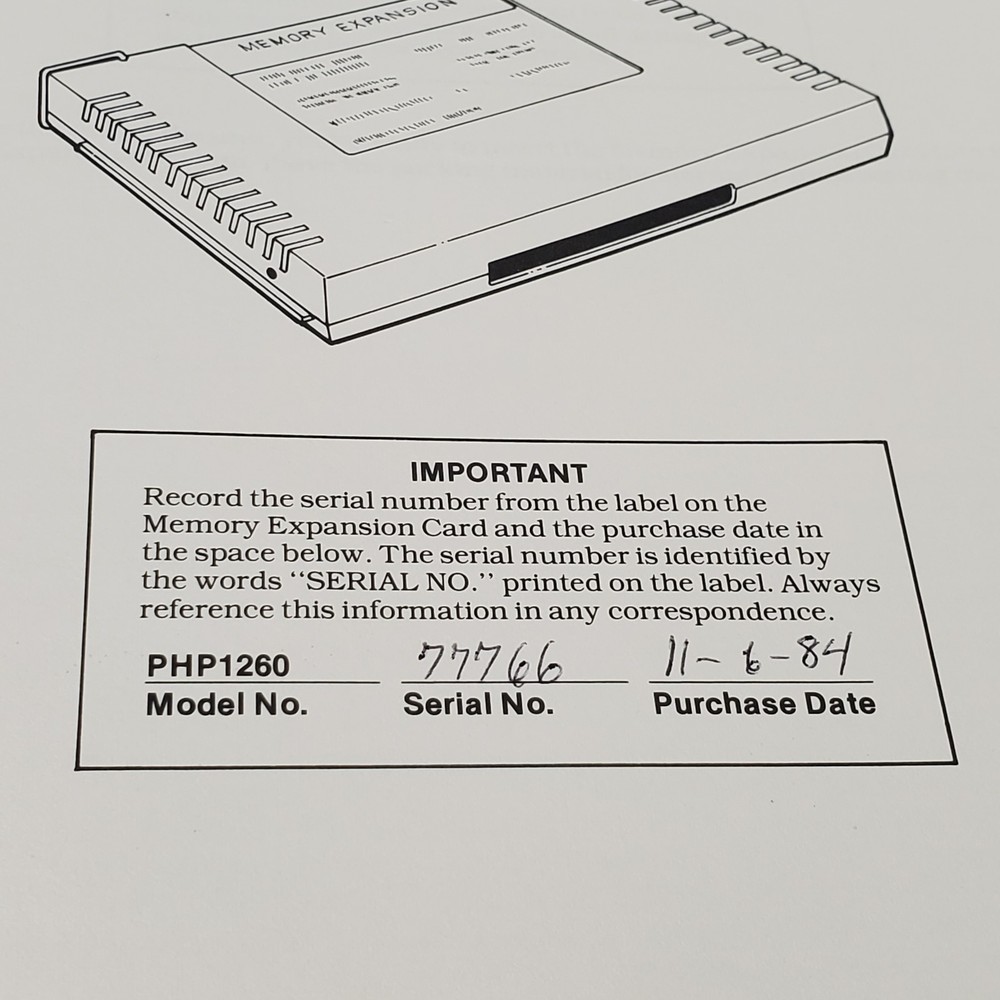 MEMORY EXPANSION
IMPORTANT
Record the serial number from the label on the
Memory Expansion Card and the purchase date in
the space below. The serial number is identified by
the words “SERIAL NO.” printed on the label. Always
reference this information in any correspondence.
PHP1260 77766 11-6-84
Model No. Serial No. Purchase Date